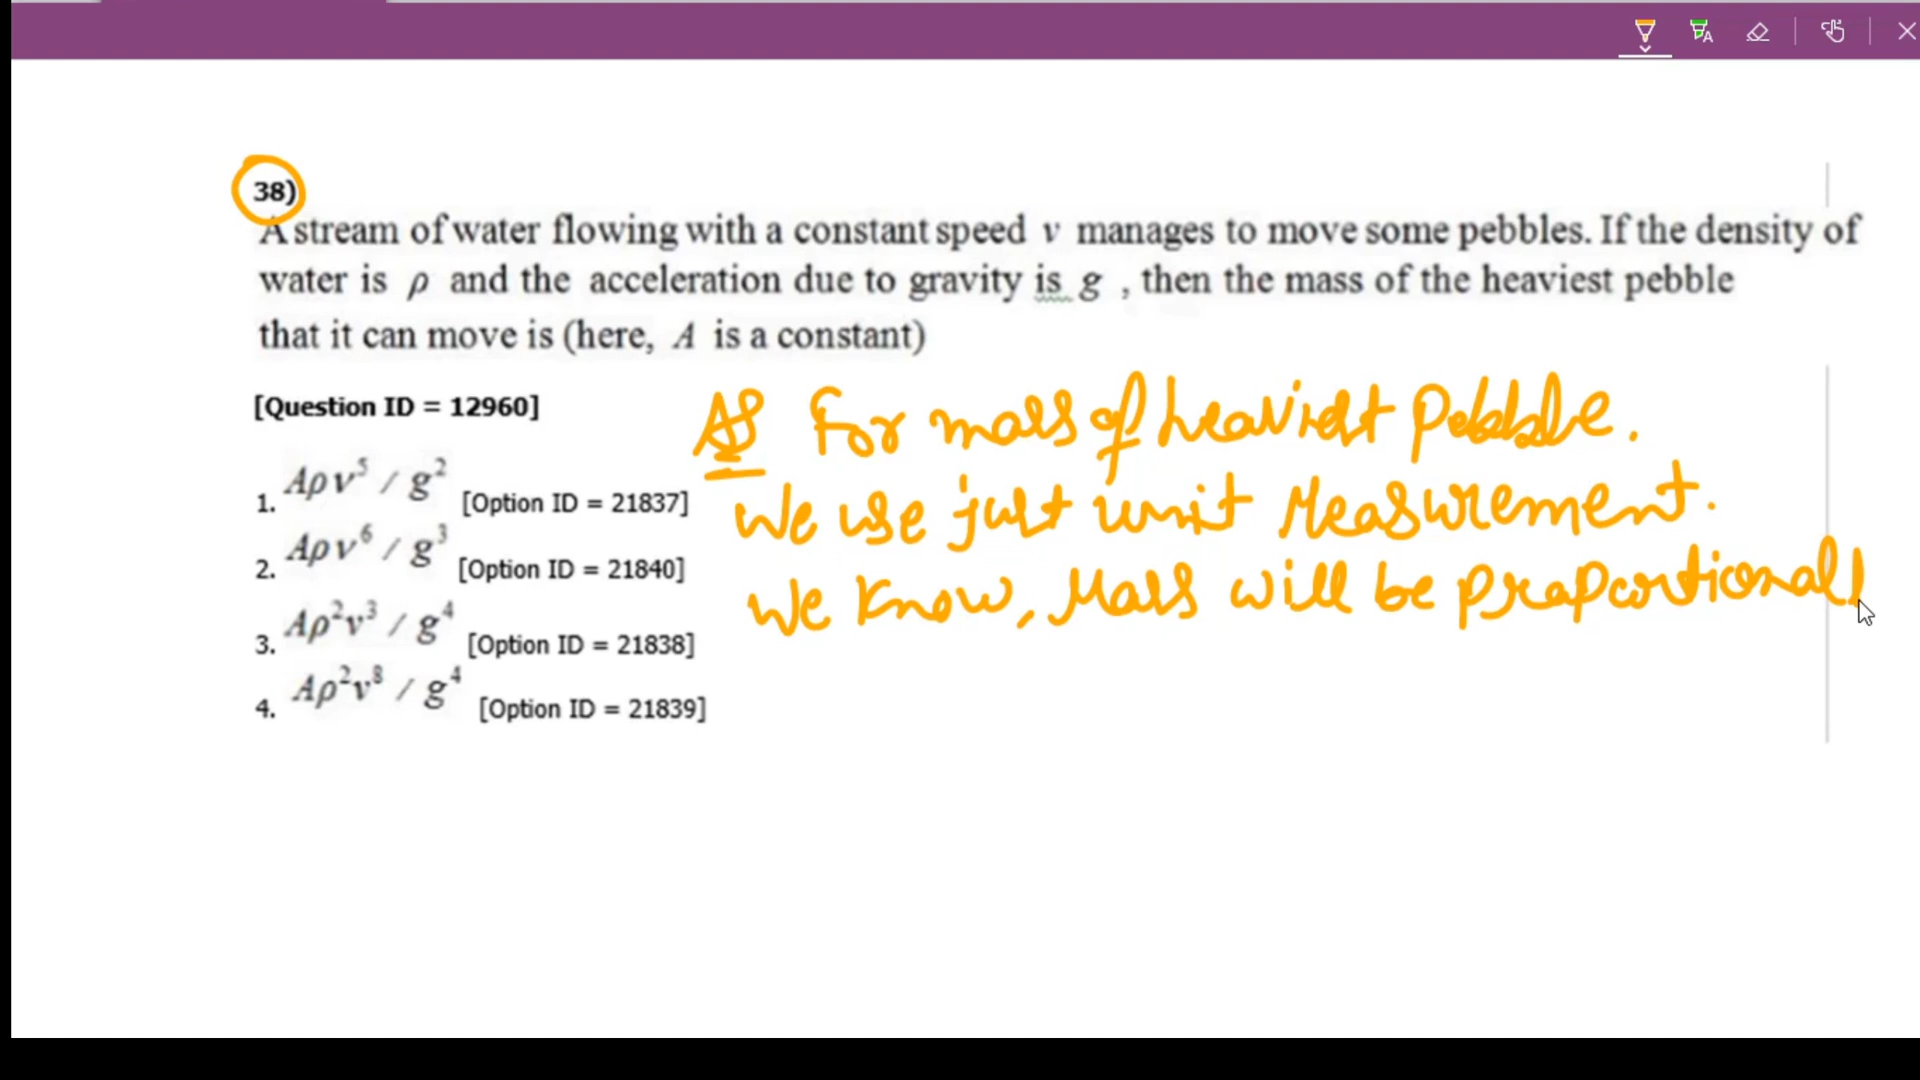 38)
A stream of water flowing with a constant speed v manages to move some pebbles. If the density of
water is ρ and the acceleration due to gravity is g , then the mass of the heaviest pebble
that it can move is (here, A is a constant)
[Question ID = 12960]
1. Aρv⁵ / g² [Option ID = 21837]
2. Aρv⁶ / g³ [Option ID = 21840]
3. Aρ²v³ / g⁴ [Option ID = 21838]
4. Aρ²v⁸ / g⁴ [Option ID = 21839]
For mass of heaviest Pebble.
We use just unit Measurement.
We know, Mass will be praportional